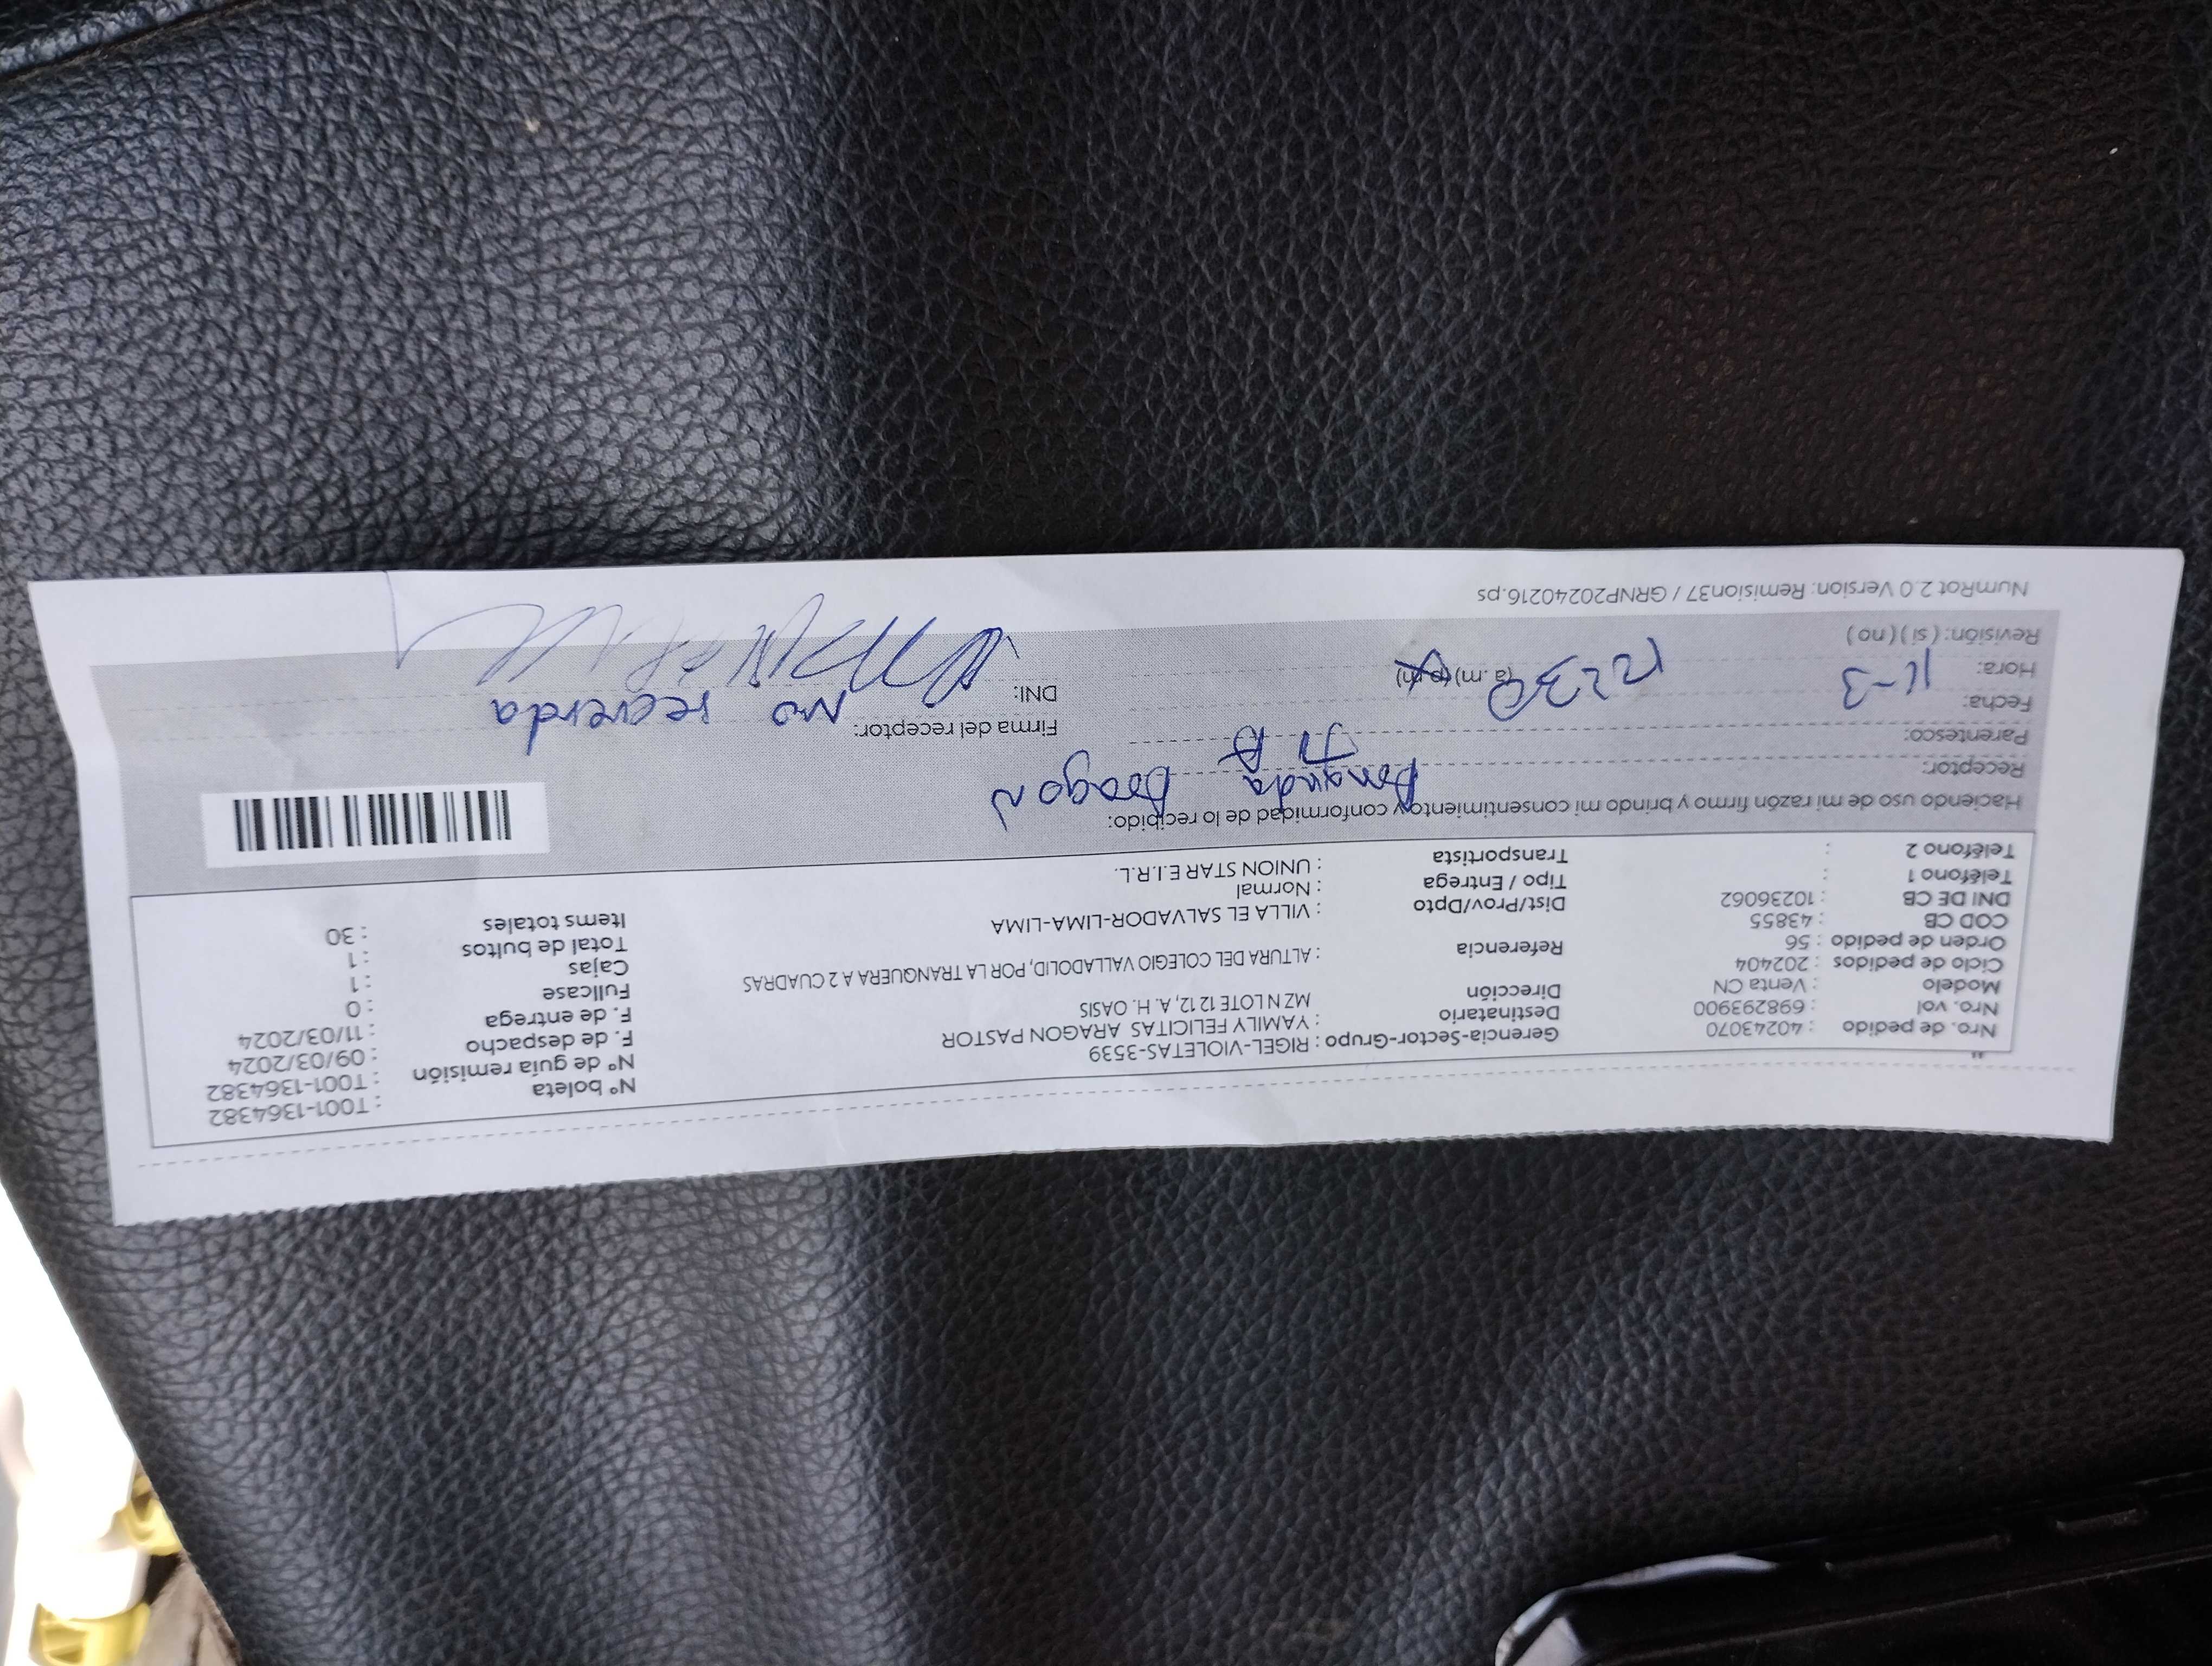 Nro. de pedido : 40243070
Nro. vol : 698293900
Modelo : Venta CN
Ciclo de pedidos : 202404
Orden de pedido : 56
COD CB : 43855
DNI DE CB : 10236062
Teléfono 1 :
Teléfono 2 :
Gerencia-Sector-Grupo : RIGEL-VIOLETAS-3539
Destinatario : YAMILY FELICITAS ARAGON PASTOR
Dirección MZ N LOTE 12 12, A. H. OASIS
Referencia : ALTURA DEL COLEGIO VALLADOLID, POR LA TRANQUERA A 2 CUADRAS
Dist/Prov/Dpto : VILLA EL SALVADOR-LIMA-LIMA
Tipo / Entrega : Normal
Transportista : UNION STAR E.I.R.L.
Nº boleta : T001-1364382
Nº de guía remisión : T001-1364382
F. de despacho : 09/03/2024
F. de entrega : 11/03/2024
Fullcase : 0
Cajas : 1
Total de bultos : 1
Items totales : 30
Haciendo uso de mi razón firmo y brindo mi consentimiento y conformidad de lo recibido:
Receptor:
Parentesco:
Fecha: 11-3
Hora: 1230 (a.m) (p.m)
Revisión: ( si ) ( no )
Firma del receptor:
DNI: no recuerda
NumRot 2.0 Version: Remision37 / GRNP20240216.ps